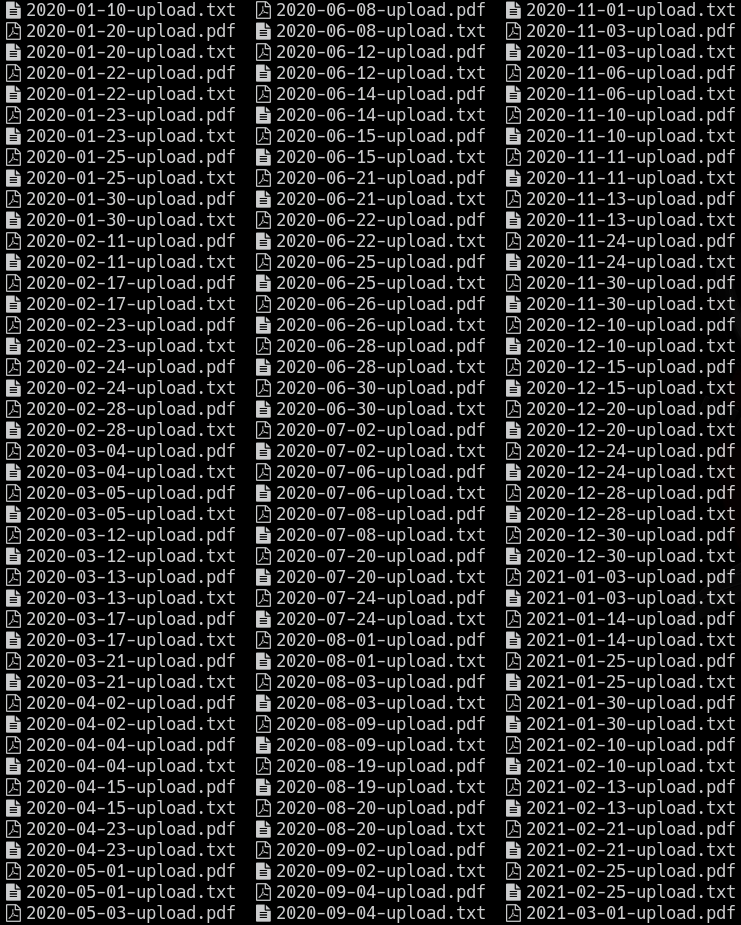 2020-01-10-upload.txt 2020-06-08-upload.pdf 2020-11-01-upload.txt
2020-01-20-upload.pdf 2020-06-08-upload.txt 2020-11-03-upload.pdf
2020-01-20-upload.txt 2020-06-12-upload.pdf 2020-11-03-upload.txt
2020-01-22-upload.pdf 2020-06-12-upload.txt 2020-11-06-upload.pdf
2020-01-22-upload.txt 2020-06-14-upload.pdf 2020-11-06-upload.txt
2020-01-23-upload.pdf 2020-06-14-upload.txt 2020-11-10-upload.pdf
2020-01-23-upload.txt 2020-06-15-upload.pdf 2020-11-10-upload.txt
2020-01-25-upload.pdf 2020-06-15-upload.txt 2020-11-11-upload.pdf
2020-01-25-upload.txt 2020-06-21-upload.pdf 2020-11-11-upload.txt
2020-01-30-upload.pdf 2020-06-21-upload.txt 2020-11-13-upload.pdf
2020-01-30-upload.txt 2020-06-22-upload.pdf 2020-11-13-upload.txt
2020-02-11-upload.pdf 2020-06-22-upload.txt 2020-11-24-upload.pdf
2020-02-11-upload.txt 2020-06-25-upload.pdf 2020-11-24-upload.txt
2020-02-17-upload.pdf 2020-06-25-upload.txt 2020-11-30-upload.pdf
2020-02-17-upload.txt 2020-06-26-upload.pdf 2020-11-30-upload.txt
2020-02-23-upload.pdf 2020-06-26-upload.txt 2020-12-10-upload.pdf
2020-02-23-upload.txt 2020-06-28-upload.pdf 2020-12-10-upload.txt
2020-02-24-upload.pdf 2020-06-28-upload.txt 2020-12-15-upload.pdf
2020-02-24-upload.txt 2020-06-30-upload.pdf 2020-12-15-upload.txt
2020-02-28-upload.pdf 2020-06-30-upload.txt 2020-12-20-upload.pdf
2020-02-28-upload.txt 2020-07-02-upload.pdf 2020-12-20-upload.txt
2020-03-04-upload.pdf 2020-07-02-upload.txt 2020-12-24-upload.pdf
2020-03-04-upload.txt 2020-07-06-upload.pdf 2020-12-24-upload.txt
2020-03-05-upload.pdf 2020-07-06-upload.txt 2020-12-28-upload.pdf
2020-03-05-upload.txt 2020-07-08-upload.pdf 2020-12-28-upload.txt
2020-03-12-upload.pdf 2020-07-08-upload.txt 2020-12-30-upload.pdf
2020-03-12-upload.txt 2020-07-20-upload.pdf 2020-12-30-upload.txt
2020-03-13-upload.pdf 2020-07-20-upload.txt 2021-01-03-upload.pdf
2020-03-13-upload.txt 2020-07-24-upload.pdf 2021-01-03-upload.txt
2020-03-17-upload.pdf 2020-07-24-upload.txt 2021-01-14-upload.pdf
2020-03-17-upload.txt 2020-08-01-upload.pdf 2021-01-14-upload.txt
2020-03-21-upload.pdf 2020-08-01-upload.txt 2021-01-25-upload.pdf
2020-03-21-upload.txt 2020-08-03-upload.pdf 2021-01-25-upload.txt
2020-04-02-upload.pdf 2020-08-03-upload.txt 2021-01-30-upload.pdf
2020-04-02-upload.txt 2020-08-09-upload.pdf 2021-01-30-upload.txt
2020-04-04-upload.pdf 2020-08-09-upload.txt 2021-02-10-upload.pdf
2020-04-04-upload.txt 2020-08-19-upload.pdf 2021-02-10-upload.txt
2020-04-15-upload.pdf 2020-08-19-upload.txt 2021-02-13-upload.pdf
2020-04-15-upload.txt 2020-08-20-upload.pdf 2021-02-13-upload.txt
2020-04-23-upload.pdf 2020-08-20-upload.txt 2021-02-21-upload.pdf
2020-04-23-upload.txt 2020-09-02-upload.pdf 2021-02-21-upload.txt
2020-05-01-upload.pdf 2020-09-02-upload.txt 2021-02-25-upload.pdf
2020-05-01-upload.txt 2020-09-04-upload.pdf 2021-02-25-upload.txt
2020-05-03-upload.pdf 2020-09-04-upload.txt 2021-03-01-upload.pdf